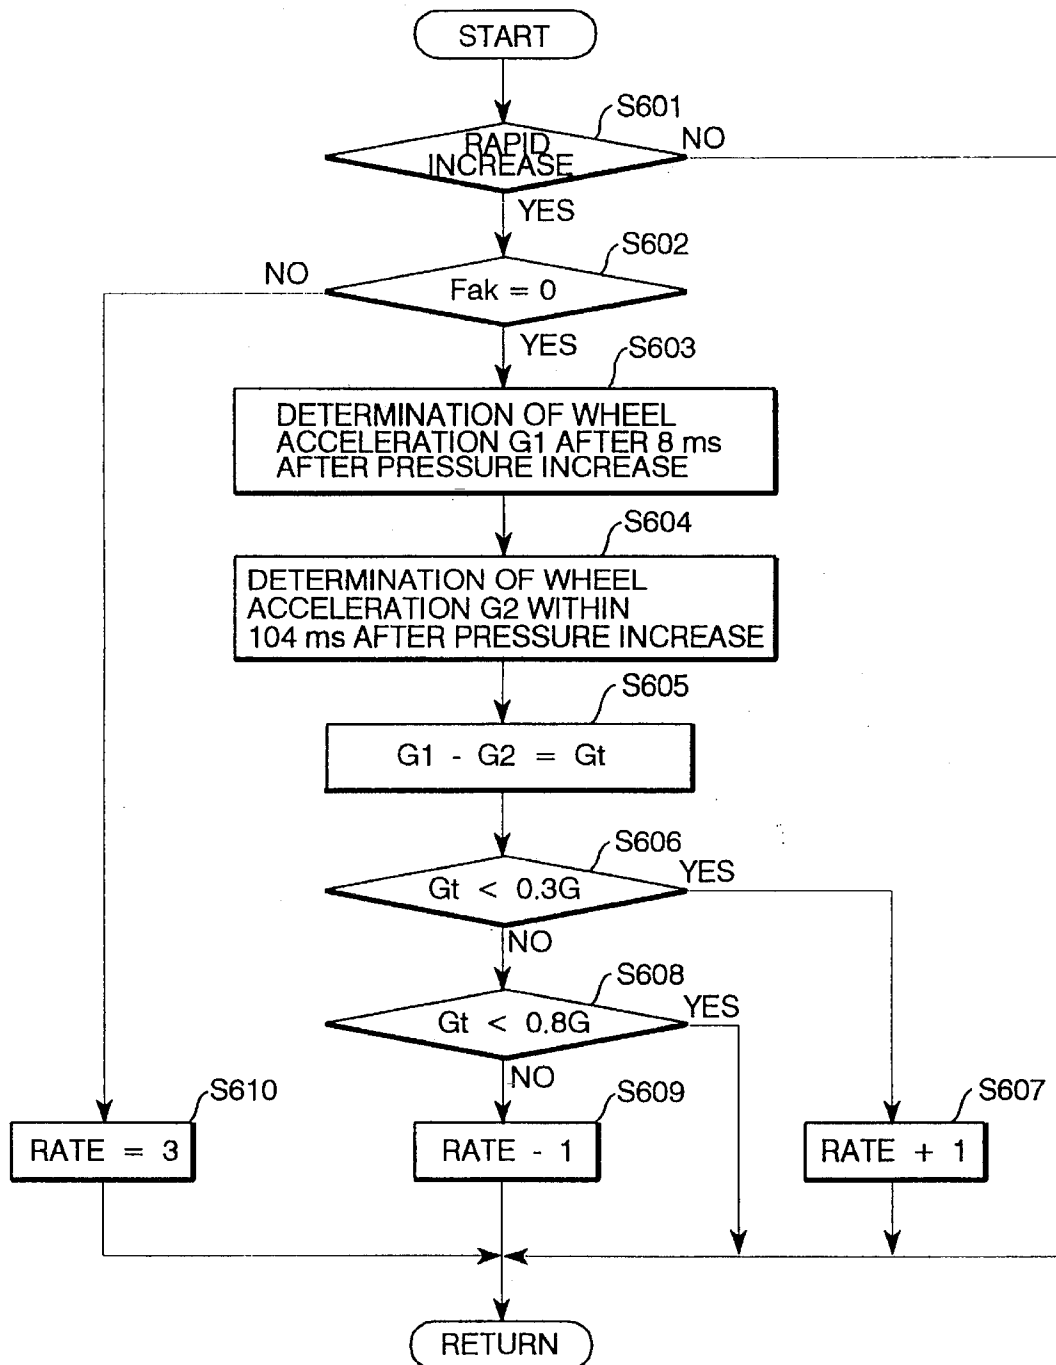 START
S601
RAPID
INCREASE
NO
YES
S602
NO
Fak = 0
YES
S603
DETERMINATION OF WHEEL
ACCELERATION G1 AFTER 8 ms
AFTER PRESSURE INCREASE
S604
DETERMINATION OF WHEEL
ACCELERATION G2 WITHIN
104 ms AFTER PRESSURE INCREASE
S605
G1 - G2 = Gt
S606
Gt < 0.3G
YES
NO
S608
Gt < 0.8G
YES
NO
S610
RATE = 3
S609
RATE - 1
S607
RATE + 1
RETURN